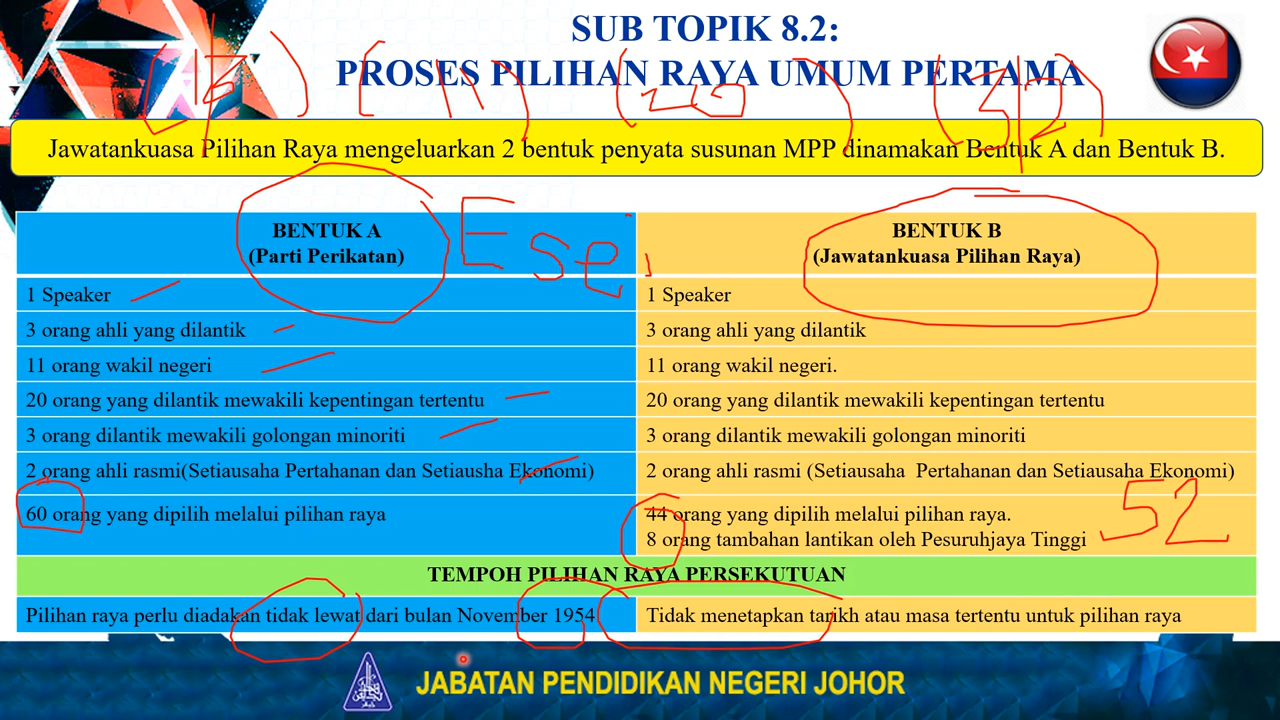 SUB TOPIK 8.2:
PROSES PILIHAN RAYA UMUM PERTAMA
Jawatankuasa Pilihan Raya mengeluarkan 2 bentuk penyata susunan MPP dinamakan Bentuk A dan Bentuk B.
BENTUK A
(Parti Perikatan)
Ese
BENTUK B
(Jawatankuasa Pilihan Raya)
1 Speaker
1 Speaker
3 orang ahli yang dilantik
3 orang ahli yang dilantik
11 orang wakil negeri
11 orang wakil negeri.
20 orang yang dilantik mewakili kepentingan tertentu
20 orang yang dilantik mewakili kepentingan tertentu
3 orang dilantik mewakili golongan minoriti
3 orang dilantik mewakili golongan minoriti
2 orang ahli rasmi(Setiausaha Pertahanan dan Setiausha Ekonomi)
2 orang ahli rasmi (Setiausaha Pertahanan dan Setiausaha Ekonomi)
60 orang yang dipilih melalui pilihan raya
44 orang yang dipilih melalui pilihan raya.
8 orang tambahan lantikan oleh Pesuruhjaya Tinggi
52
TEMPOH PILIHAN RAYA PERSEKUTUAN
Pilihan raya perlu diadakan tidak lewat dari bulan November 1954
Tidak menetapkan tarikh atau masa tertentu untuk pilihan raya
JABATAN PENDIDIKAN NEGERI JOHOR